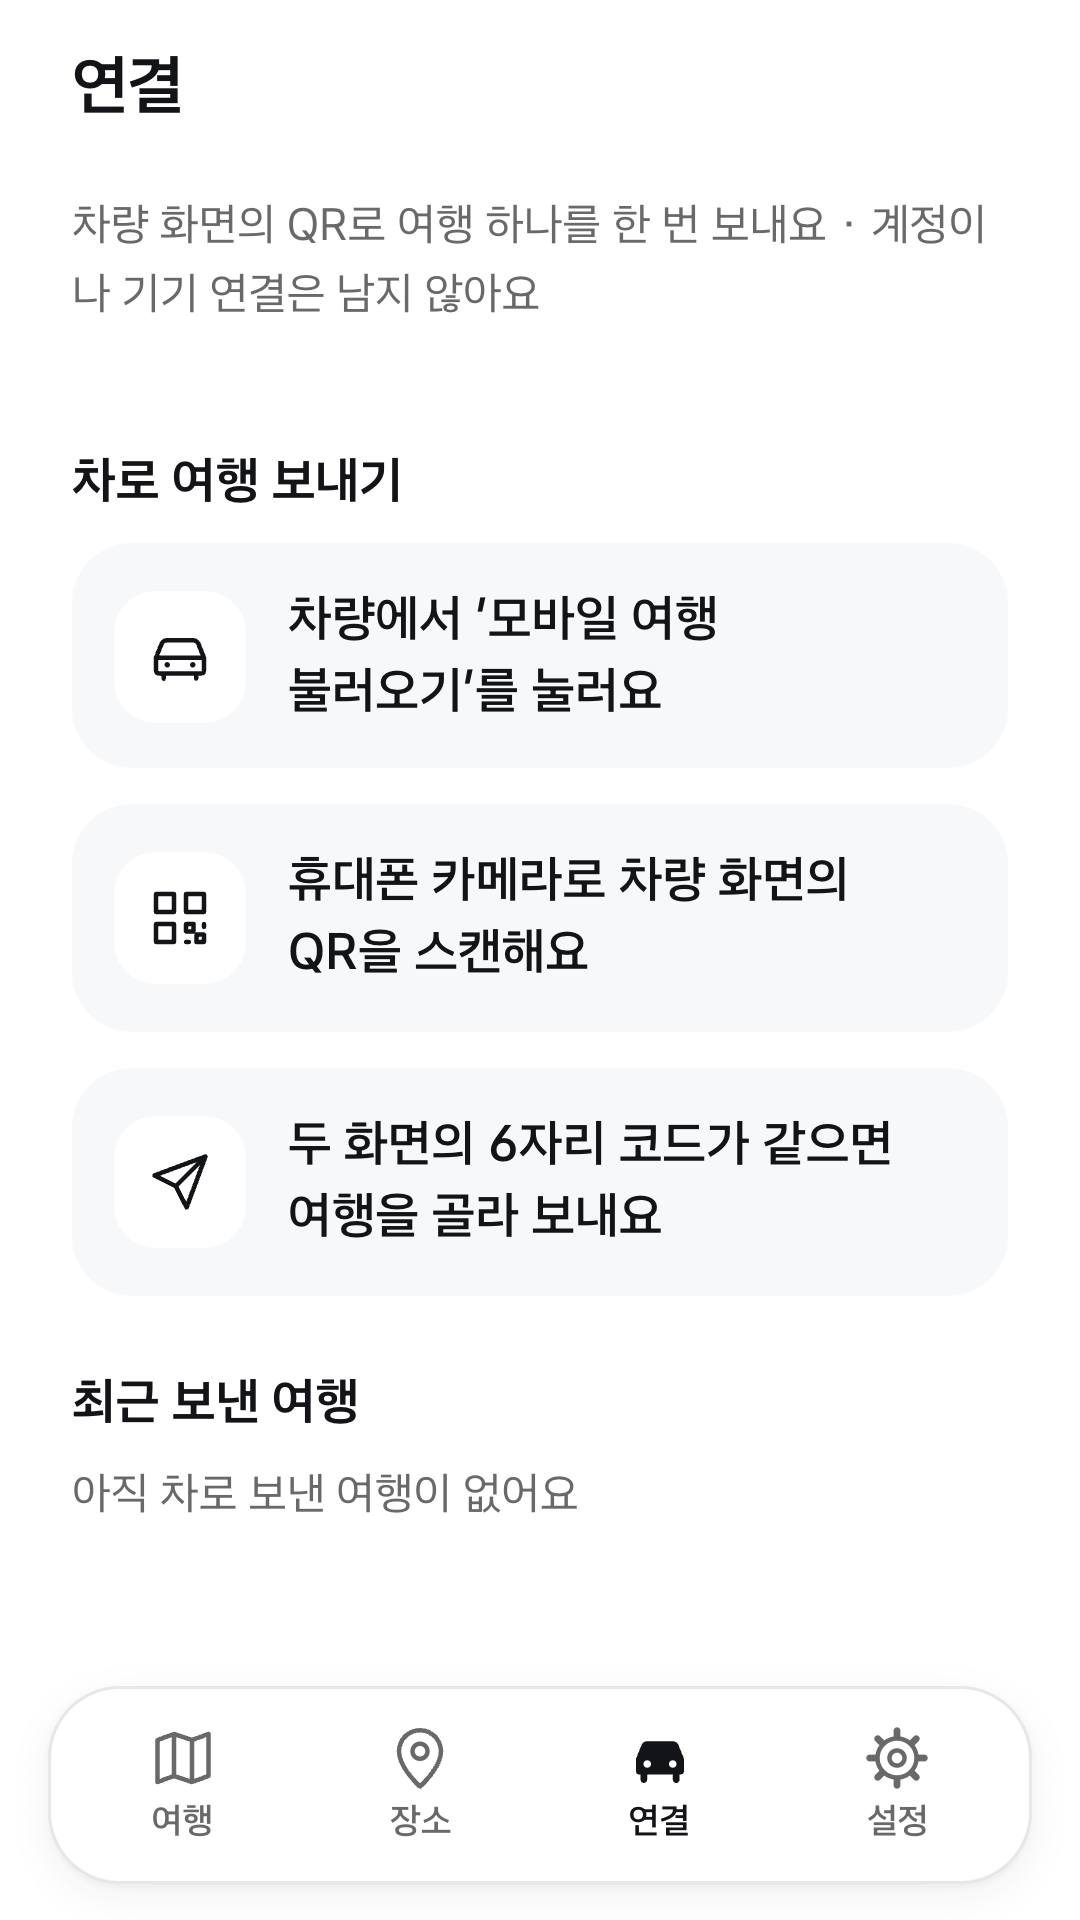 연결
차량 화면의 QR로 여행 하나를 한 번 보내요 · 계정이
나 기기 연결은 남지 않아요
차로 여행 보내기
차량에서 '모바일 여행
불러오기'를 눌러요
휴대폰 카메라로 차량 화면의
QR을 스캔해요
두 화면의 6자리 코드가 같으면
여행을 골라 보내요
최근 보낸 여행
아직 차로 보낸 여행이 없어요
여행
장소
연결
설정